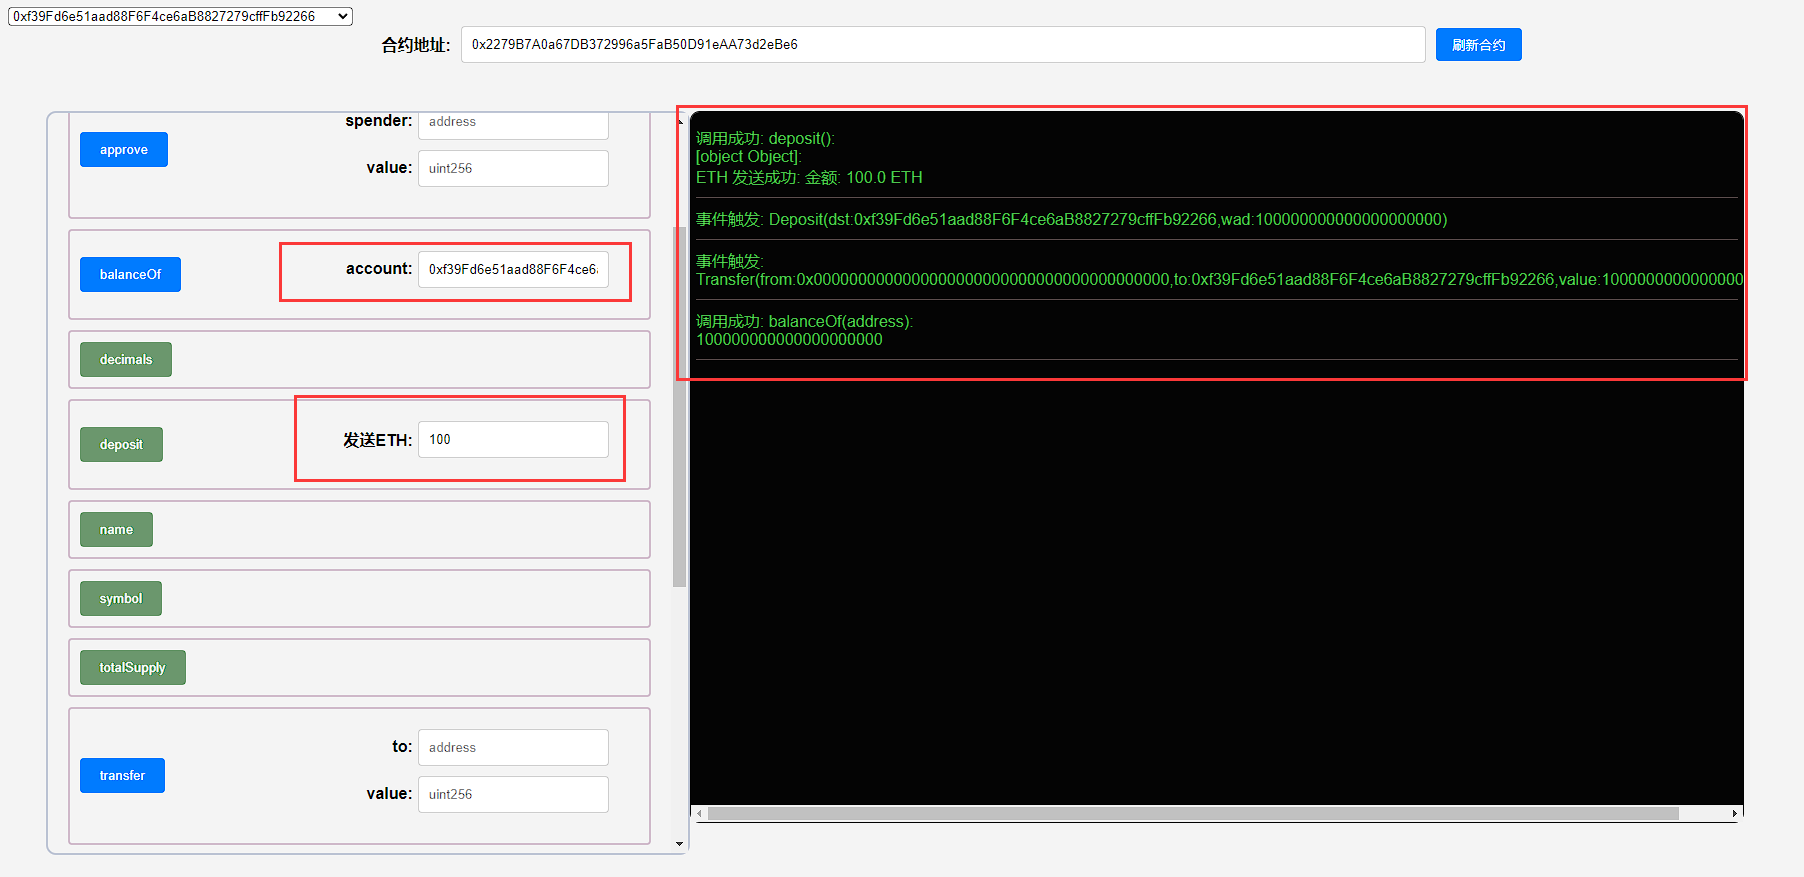 0xf39Fd6e51aad88F6F4ce6aB8827279cffFb92266
合约地址: 0x2279B7A0a67DB372996a5FaB50D91eAA73d2eBe6 刷新合约
spender: address
approve
value: uint256
balanceOf account: 0xf39Fd6e51aad88F6F4ce6a
decimals
deposit 发送ETH: 100
name
symbol
totalSupply
to: address
transfer
value: uint256
调用成功: deposit():
[object Object]:
ETH 发送成功: 金额: 100.0 ETH
事件触发: Deposit(dst:0xf39Fd6e51aad88F6F4ce6aB8827279cffFb92266,wad:100000000000000000000)
事件触发:
Transfer(from:0x0000000000000000000000000000000000000000,to:0xf39Fd6e51aad88F6F4ce6aB8827279cffFb92266,value:1000000000000000
调用成功: balanceOf(address):
100000000000000000000